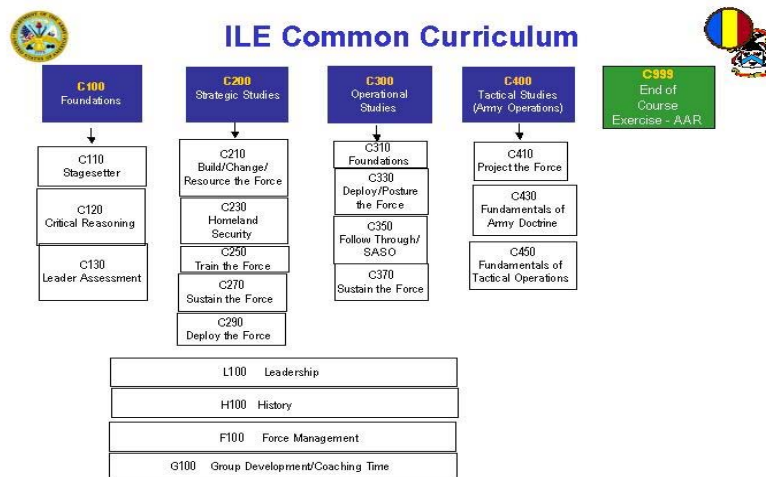 ILE Common Curriculum
C100
Foundations
C110
Stagesetter
C120
Critical Reasoning
C130
Leader Assessment
C200
Strategic Studies
C210
Build/Change/
Resource the Force
C230
Homeland
Security
C250
Train the Force
C270
Sustain the Force
C290
Deploy the Force
C300
Operational
Studies
C310
Foundations
C330
Deploy/Posture
the Force
C350
Follow Through/
SASO
C370
Sustain the Force
C400
Tactical Studies
(Army Operations)
C410
Project the Force
C430
Fundamentals of
Army Doctrine
C450
Fundamentals of
Tactical Operations
C999
End of
Course
Exercise - AAR
L100 Leadership
H100 History
F100 Force Management
G100 Group Development/Coaching Time